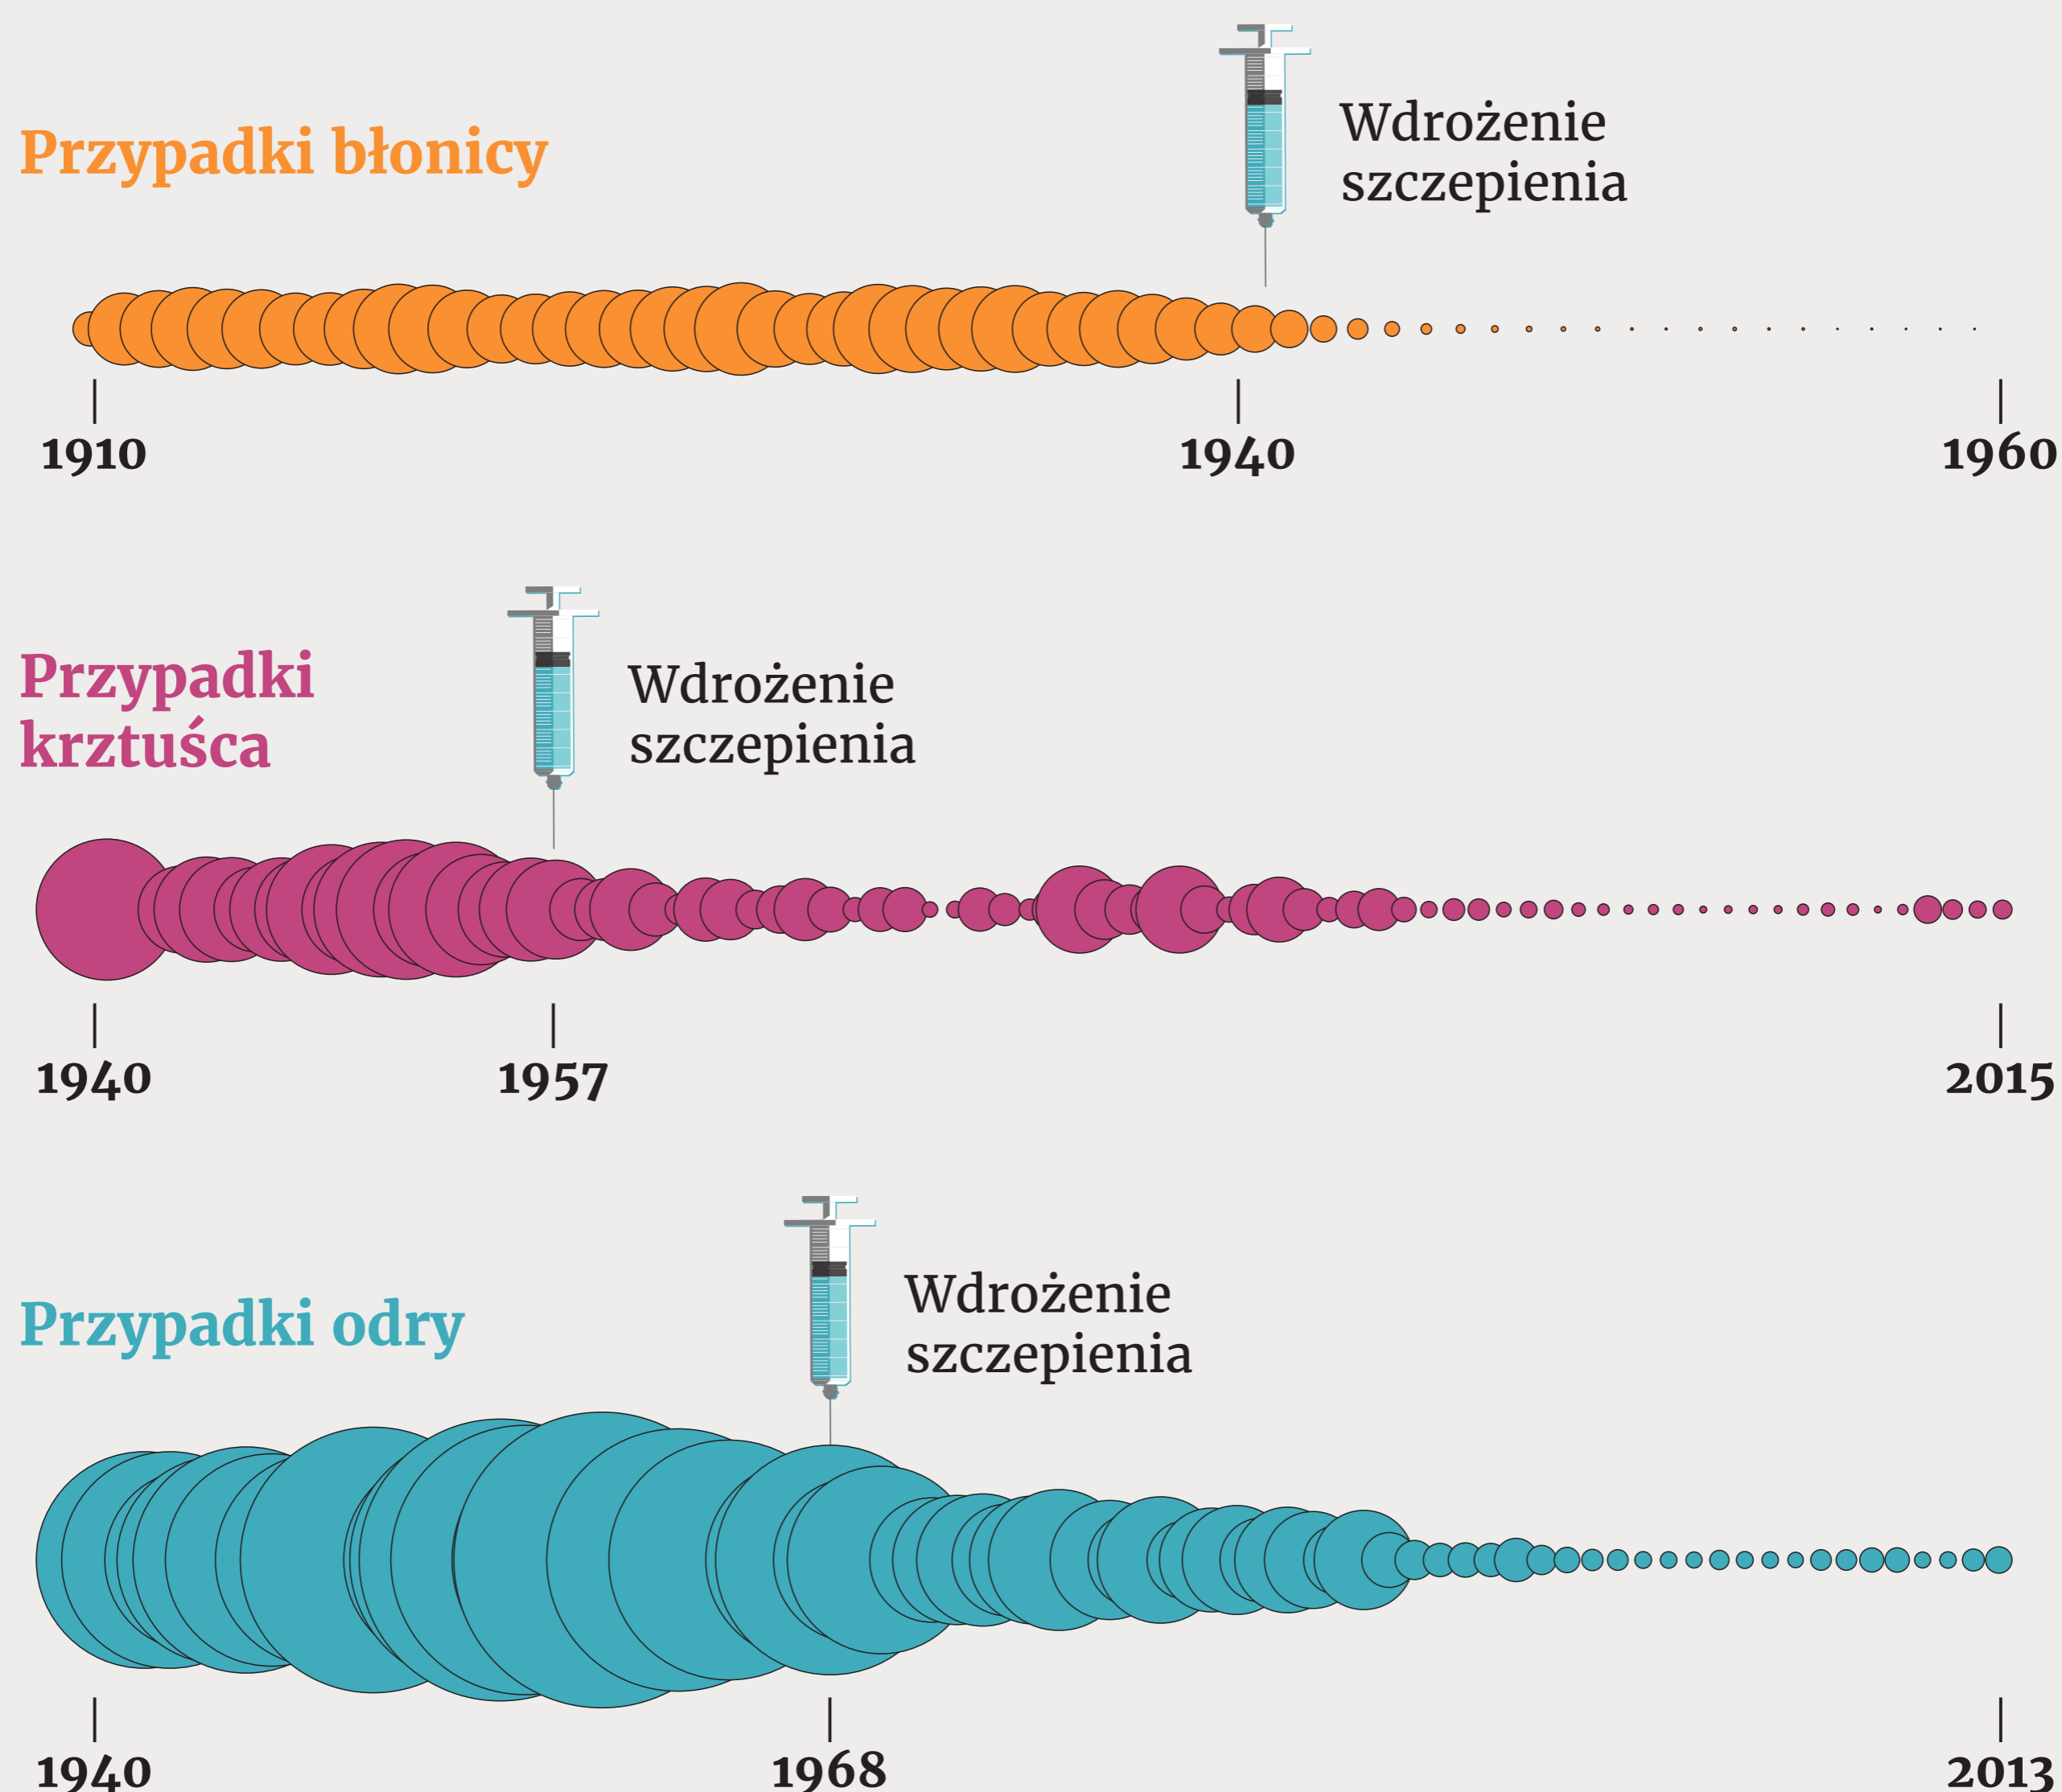 Przypadki błonicy
Wdrożenie
szczepienia
1910
1940
1960
Przypadki
krztuśca
Wdrożenie
szczepienia
1940
1957
2015
Przypadki odry
Wdrożenie
szczepienia
1940
1968
2013